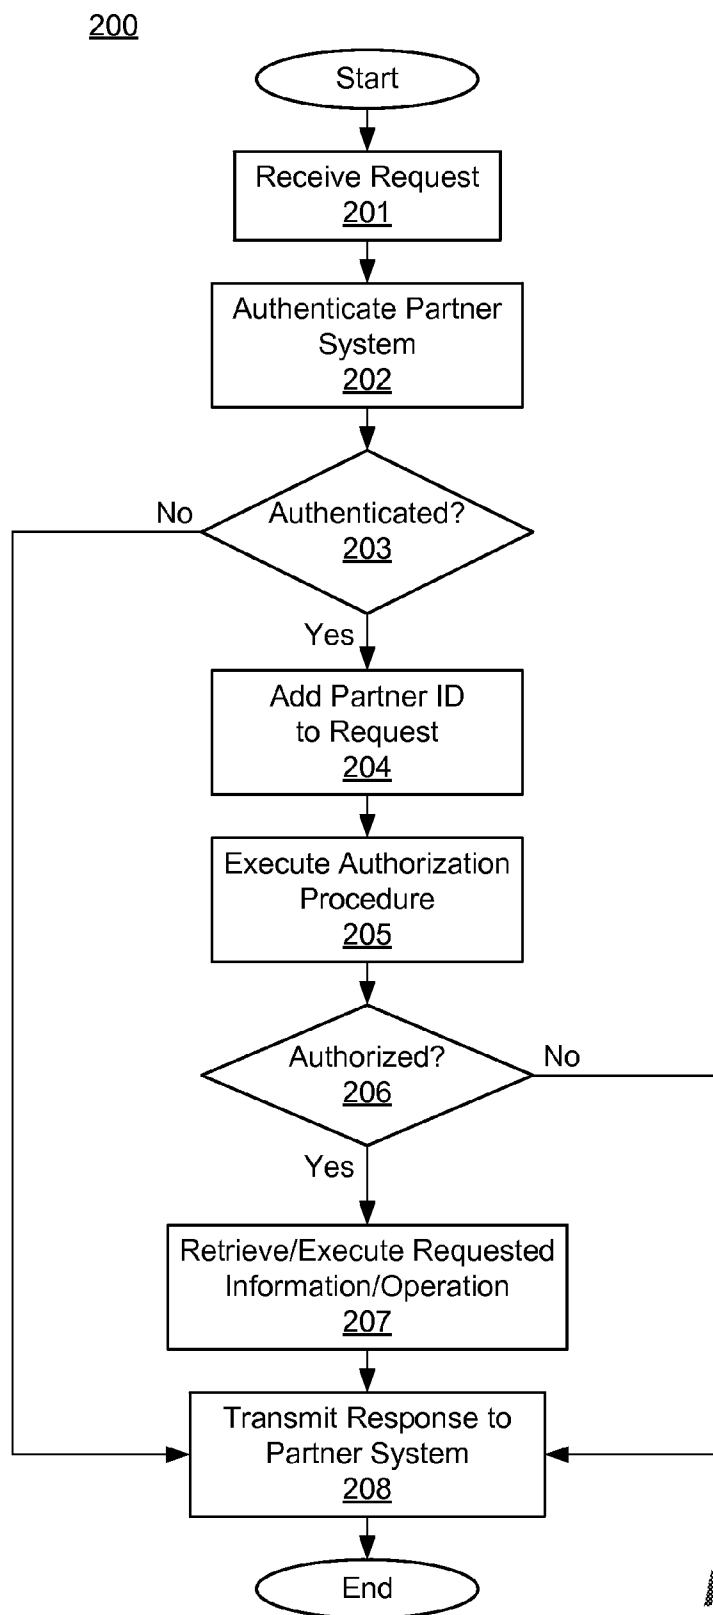 200
Start
Receive Request
201
Authenticate Partner
System
202
Authenticated?
203
No
Yes
Add Partner ID
to Request
204
Execute Authorization
Procedure
205
Authorized?
206
No
Yes
Retrieve/Execute Requested
Information/Operation
207
Transmit Response to
Partner System
208
End